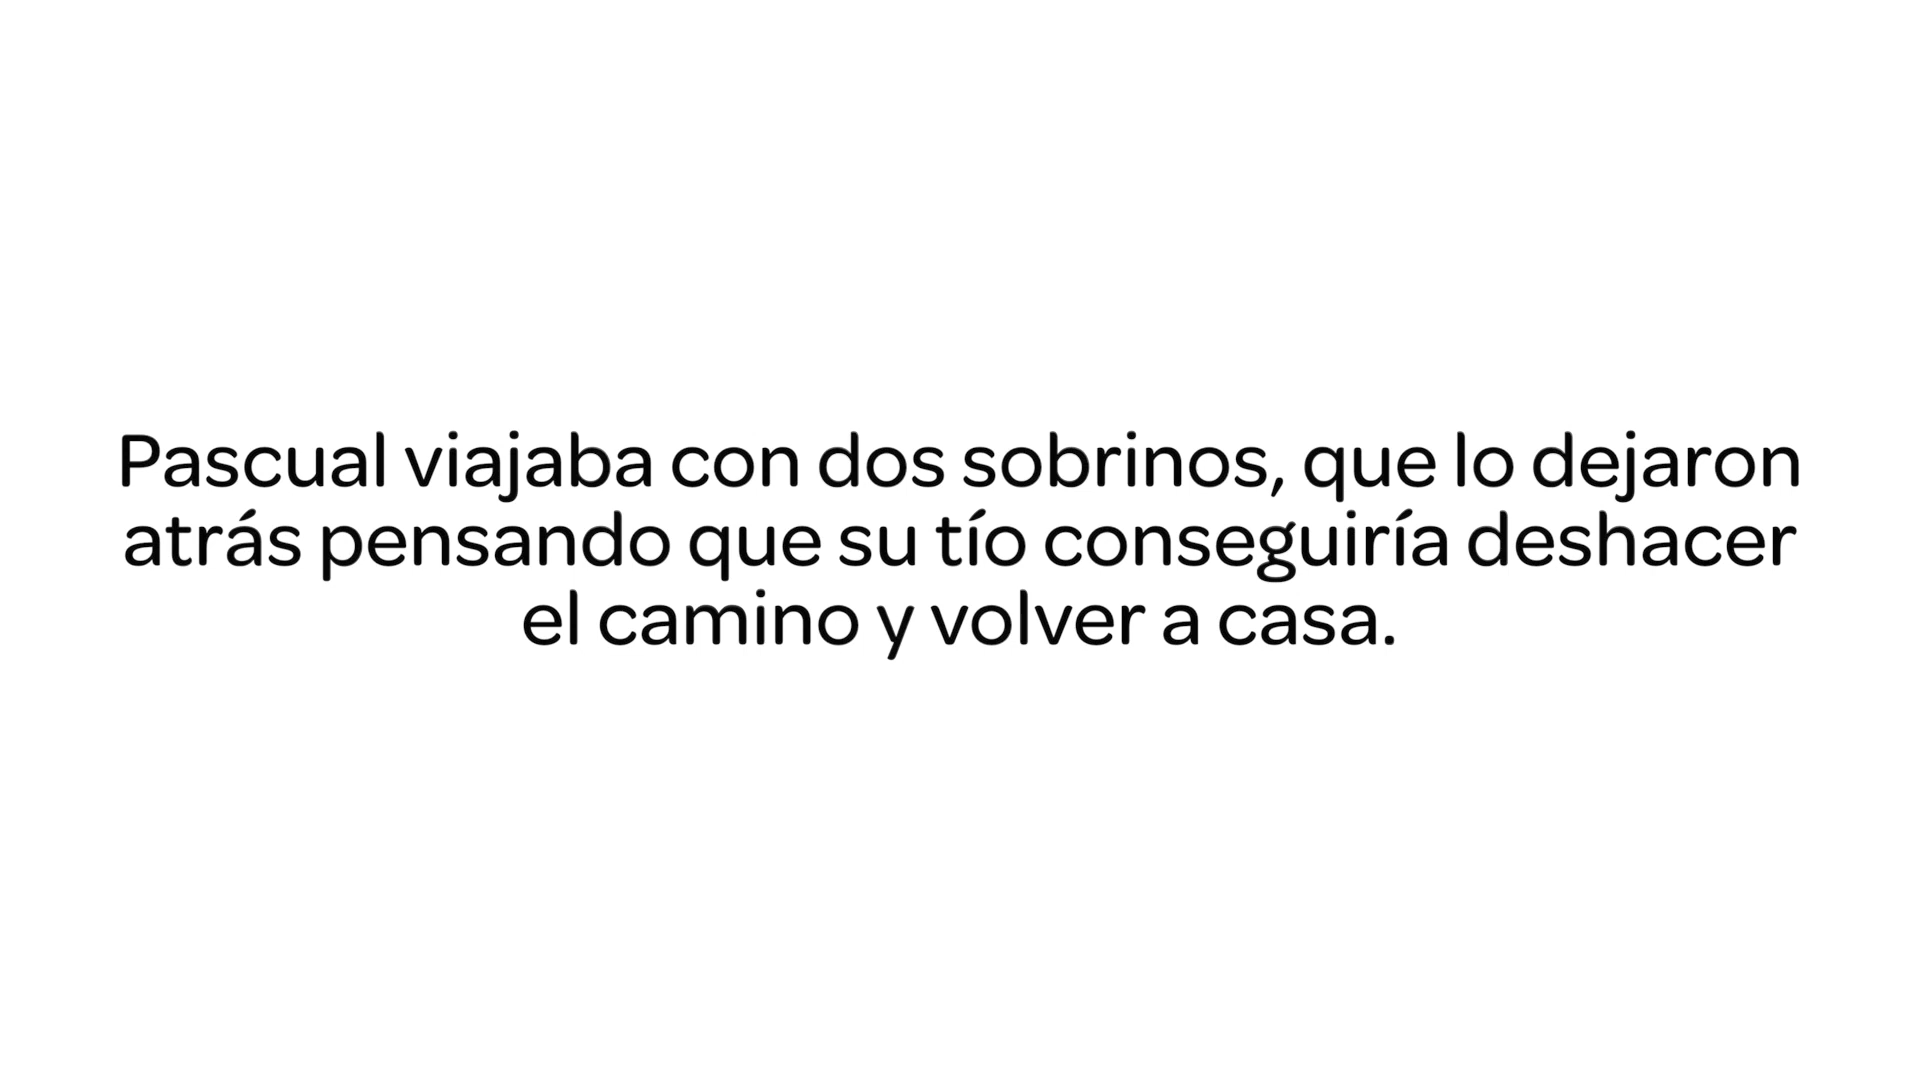 Pascual viajaba con dos sobrinos, que lo dejaron
atrás pensando que su tío conseguiría deshacer
el camino y volver a casa.